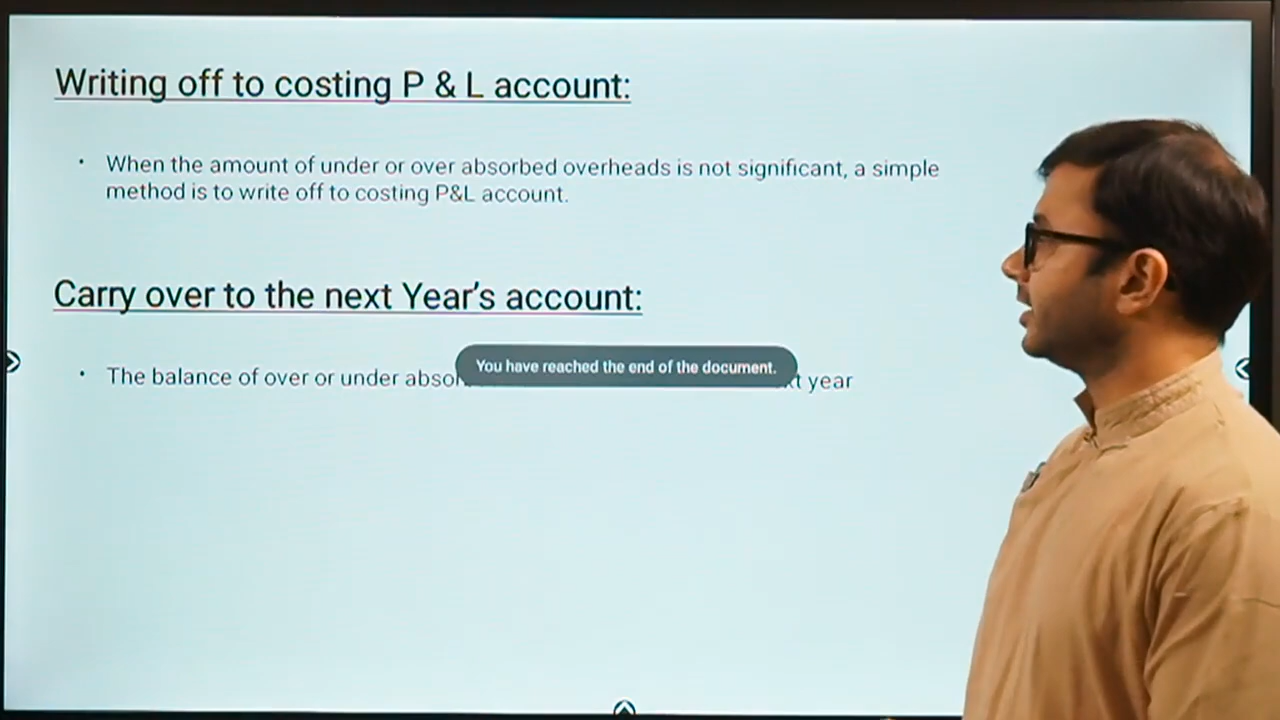 Writing off to costing P & L account:
• When the amount of under or over absorbed overheads is not significant, a simple
method is to write off to costing P&L account.
Carry over to the next Year's account:
You have reached the end of the document.
• The balance of over or under absor year